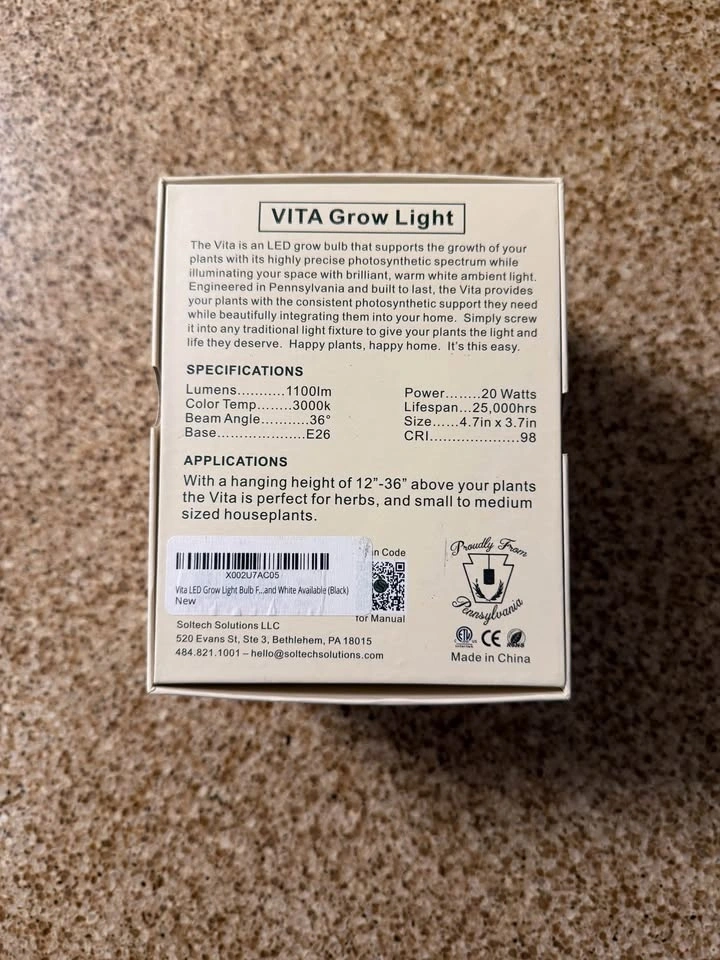 VITA Grow Light
The Vita is an LED grow bulb that supports the growth of your
plants with its highly precise photosynthetic spectrum while
illuminating your space with brilliant, warm white ambient light.
Engineered in Pennsylvania and built to last, the Vita provides
your plants with the consistent photosynthetic support they need
while beautifully integrating them into your home.  Simply screw
it into any traditional light fixture to give your plants the light and
life they deserve.  Happy plants, happy home.  It's this easy.
SPECIFICATIONS
Lumens...........1100lm
Color Temp........3000k
Beam Angle...........36°
Base....................E26
Power........20 Watts
Lifespan...25,000hrs
Size......4.7in x 3.7in
CRI.....................98
APPLICATIONS
With a hanging height of 12”-36” above your plants
the Vita is perfect for herbs, and small to medium
sized houseplants.
X002U7AC05
Vita LED Grow Light Bulb F...and White Available (Black)
New
Code
for Manual
Proudly From
Pennsylvania
Soltech Solutions LLC
520 Evans St, Ste 3, Bethlehem, PA 18015
484.821.1001 – hello@soltechsolutions.com
ETL CE RoHS
Made in China